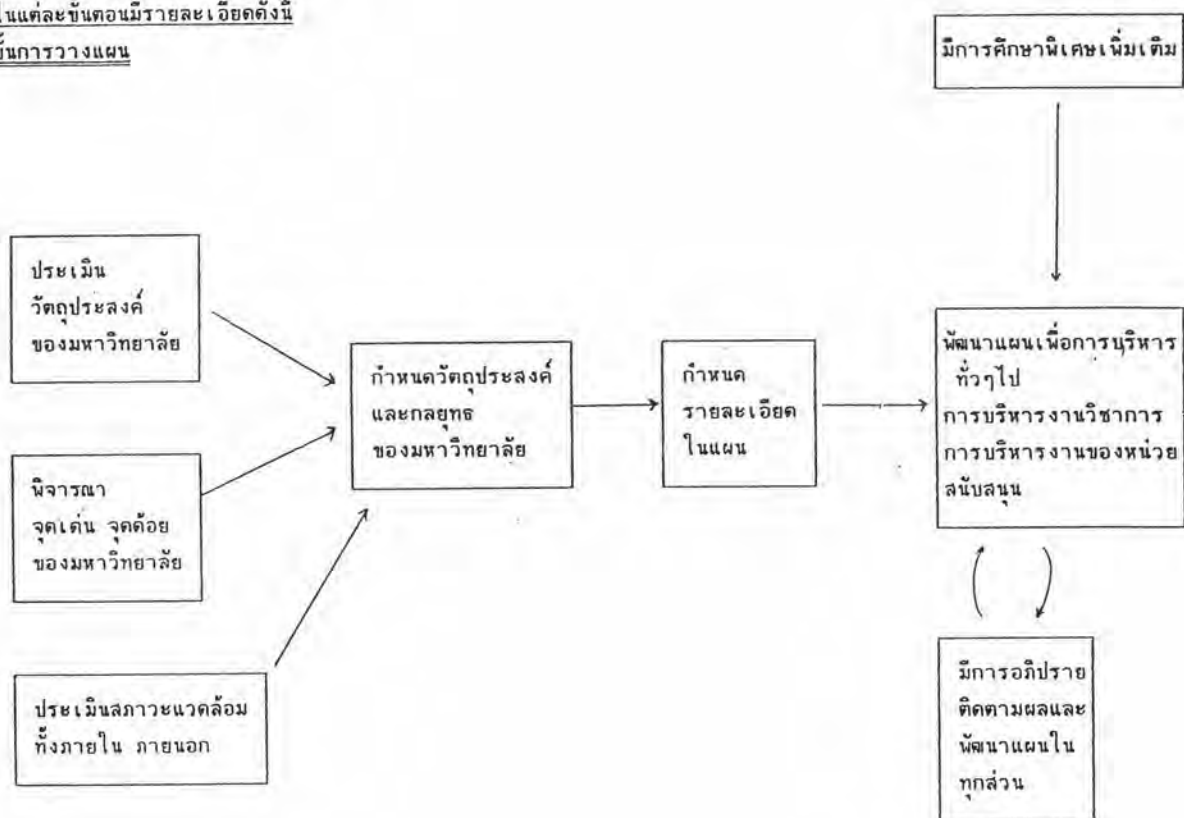 ในแต่ละขั้นตอนมีรายละเอียดดังนี้
ขั้นการวางแผน
มีการศึกษาพิเศษเพิ่มเติม
ประเมิน
วัตถุประสงค์
ของมหาวิทยาลัย
พิจารณา
จุดเด่น จุดด้อย
ของมหาวิทยาลัย
ประเมินสภาวะแวดล้อม
ทั้งภายใน ภายนอก
กำหนดวัตถุประสงค์
และกลยุทธ
ของมหาวิทยาลัย
กำหนด
รายละเอียด
ในแผน
พัฒนาแผนเพื่อการบริหาร
ทั่วๆไป
การบริหารงานวิชาการ
การบริหารงานของหน่วย
สนับสนุน
มีการอภิปราย
ติดตามผลและ
พัฒนาแผนใน
ทุกส่วน